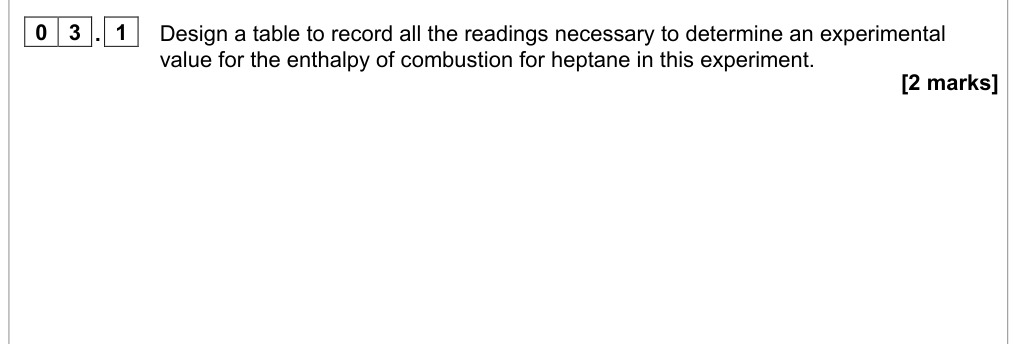 0 3 . 1 Design a table to record all the readings necessary to determine an experimental
value for the enthalpy of combustion for heptane in this experiment.
[2 marks]